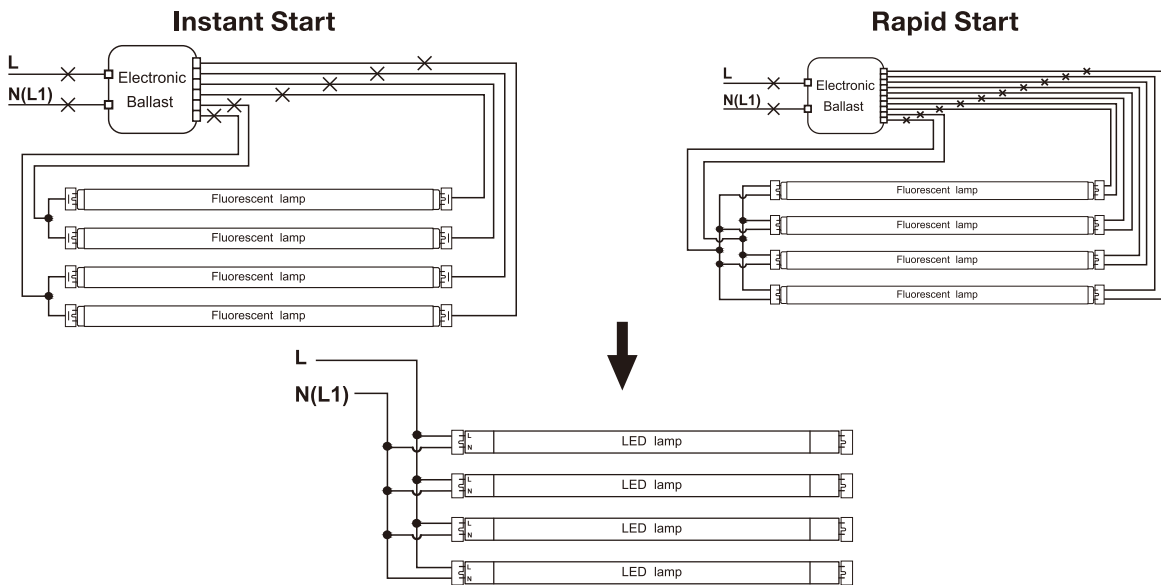 Instant Start
L
N(L1)
Electronic
Ballast
Fluorescent lamp
Fluorescent lamp
Fluorescent lamp
Fluorescent lamp
Rapid Start
L
N(L1)
Electronic
Ballast
Fluorescent lamp
Fluorescent lamp
Fluorescent lamp
Fluorescent lamp
L
N(L1)
L
N
LED lamp
L
N
LED lamp
L
N
LED lamp
L
N
LED lamp